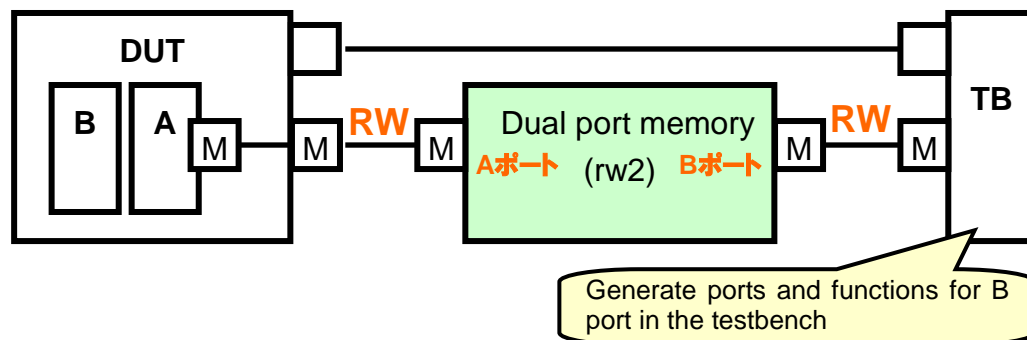 DUT
B
A
M
M
RW
M
Dual port memory
Aポート
(rw2)
Bポート
M
RW
M
TB
Generate ports and functions for B
port in the testbench